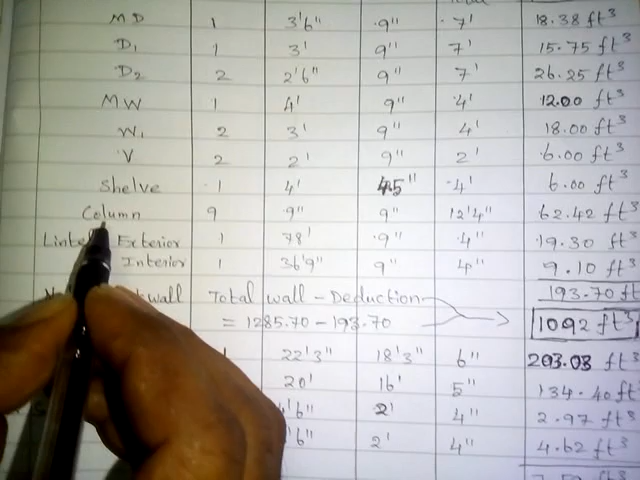 MD 1 3'6" 9" 7' 18.38 ft³
D₁ 1 3' 9" 7' 15.75 ft³
D₂ 2 2'6" 9" 7' 26.25 ft³
MW 1 4' 9" 4' 12.00 ft³
W₁ 2 3' 9" 4' 18.00 ft³
V 2 2' 9" 2' 6.00 ft³
Shelve 1 4' 4.5" 4' 6.00 ft³
Column 9 9" 9" 12'4" 62.42 ft³
Exterior 1 78' 9" 4" 19.30 ft³
Interior 1 36'9" 9" 4" 9.10 ft³
wall Total wall - Deduction 193.70 ft
= 1285.70 - 193.70 1092 ft³
22'3" 18'3" 6" 203.03 ft³
20' 16' 5" 134.40 ft
'6" 2' 4" 2.97 ft³
'6" 2' 4" 4.62 ft³